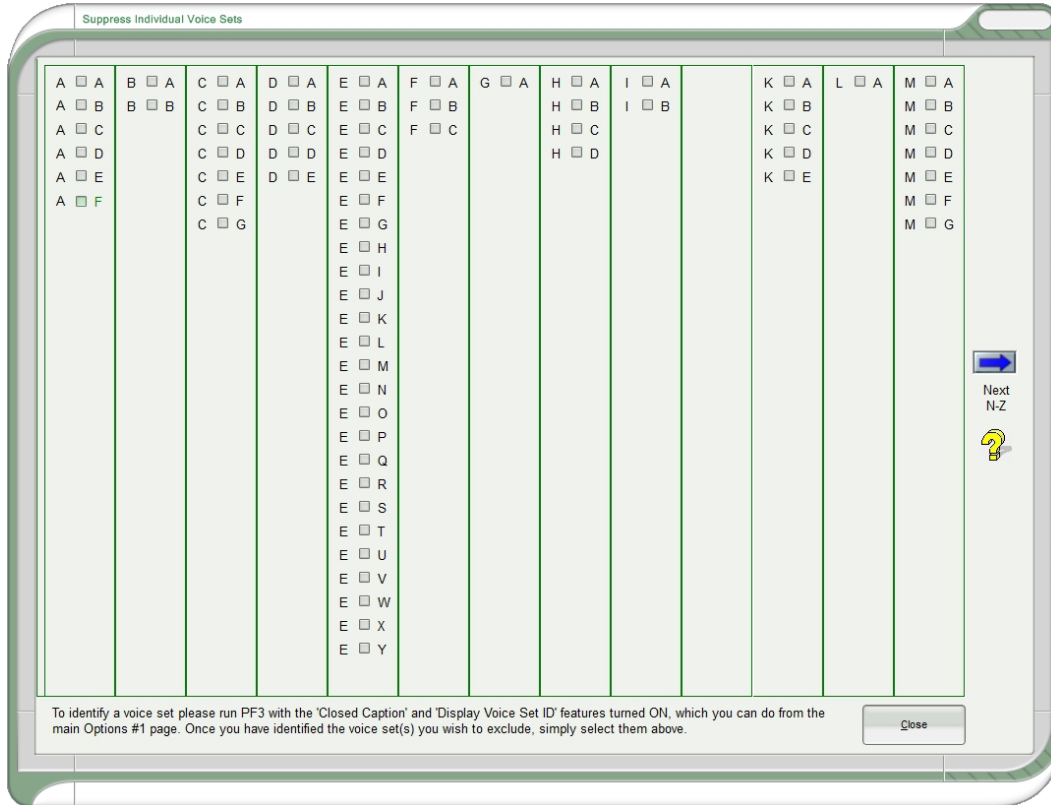 Suppress Individual Voice Sets
A A B A C A D A E A F A G A H A I A K A L A M A
A B B B C B D B E B F B H B I B K B M B
A C C C D C E C F C H C K C M C
A D C D D D E D H D K D M D
A E C E D E E E K E M E
A F C F E F M F
C G E G M G
E H
E I
E J
E K
E L
E M
E N
E O
E P
E Q
E R
E S
E T
E U
E V
E W
E X
E Y
Next
N-Z
To identify a voice set please run PF3 with the 'Closed Caption' and 'Display Voice Set ID' features turned ON, which you can do from the
main Options #1 page. Once you have identified the voice set(s) you wish to exclude, simply select them above.
Close